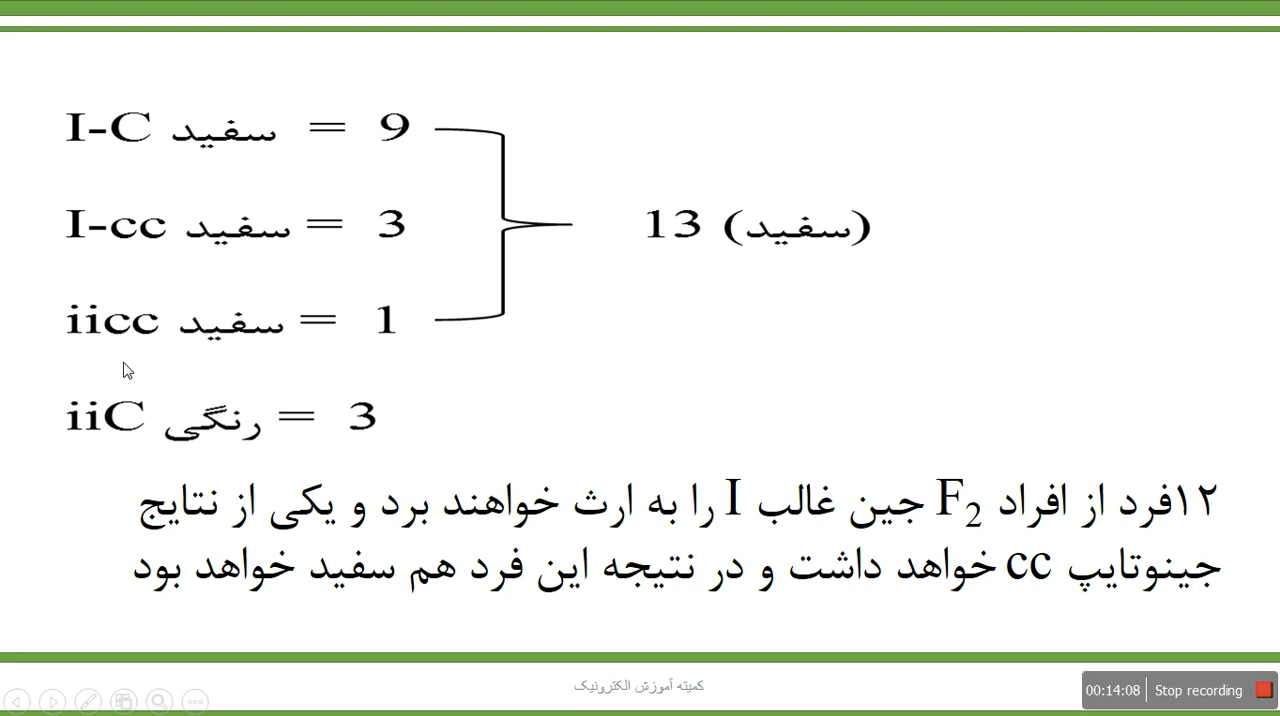 I-C سفید = 9
I-cc سفید = 3
13 (سفید)
iicc سفید = 1
iiC رنگی = 3
۱۲فرد از افراد F₂ جین غالب I را به ارث خواهند برد و یکی از نتایج
جینوتایپ cc خواهد داشت و در نتیجه این فرد هم سفید خواهد بود
کمیته آموزش الکترونیک
00:14:08 Stop recording